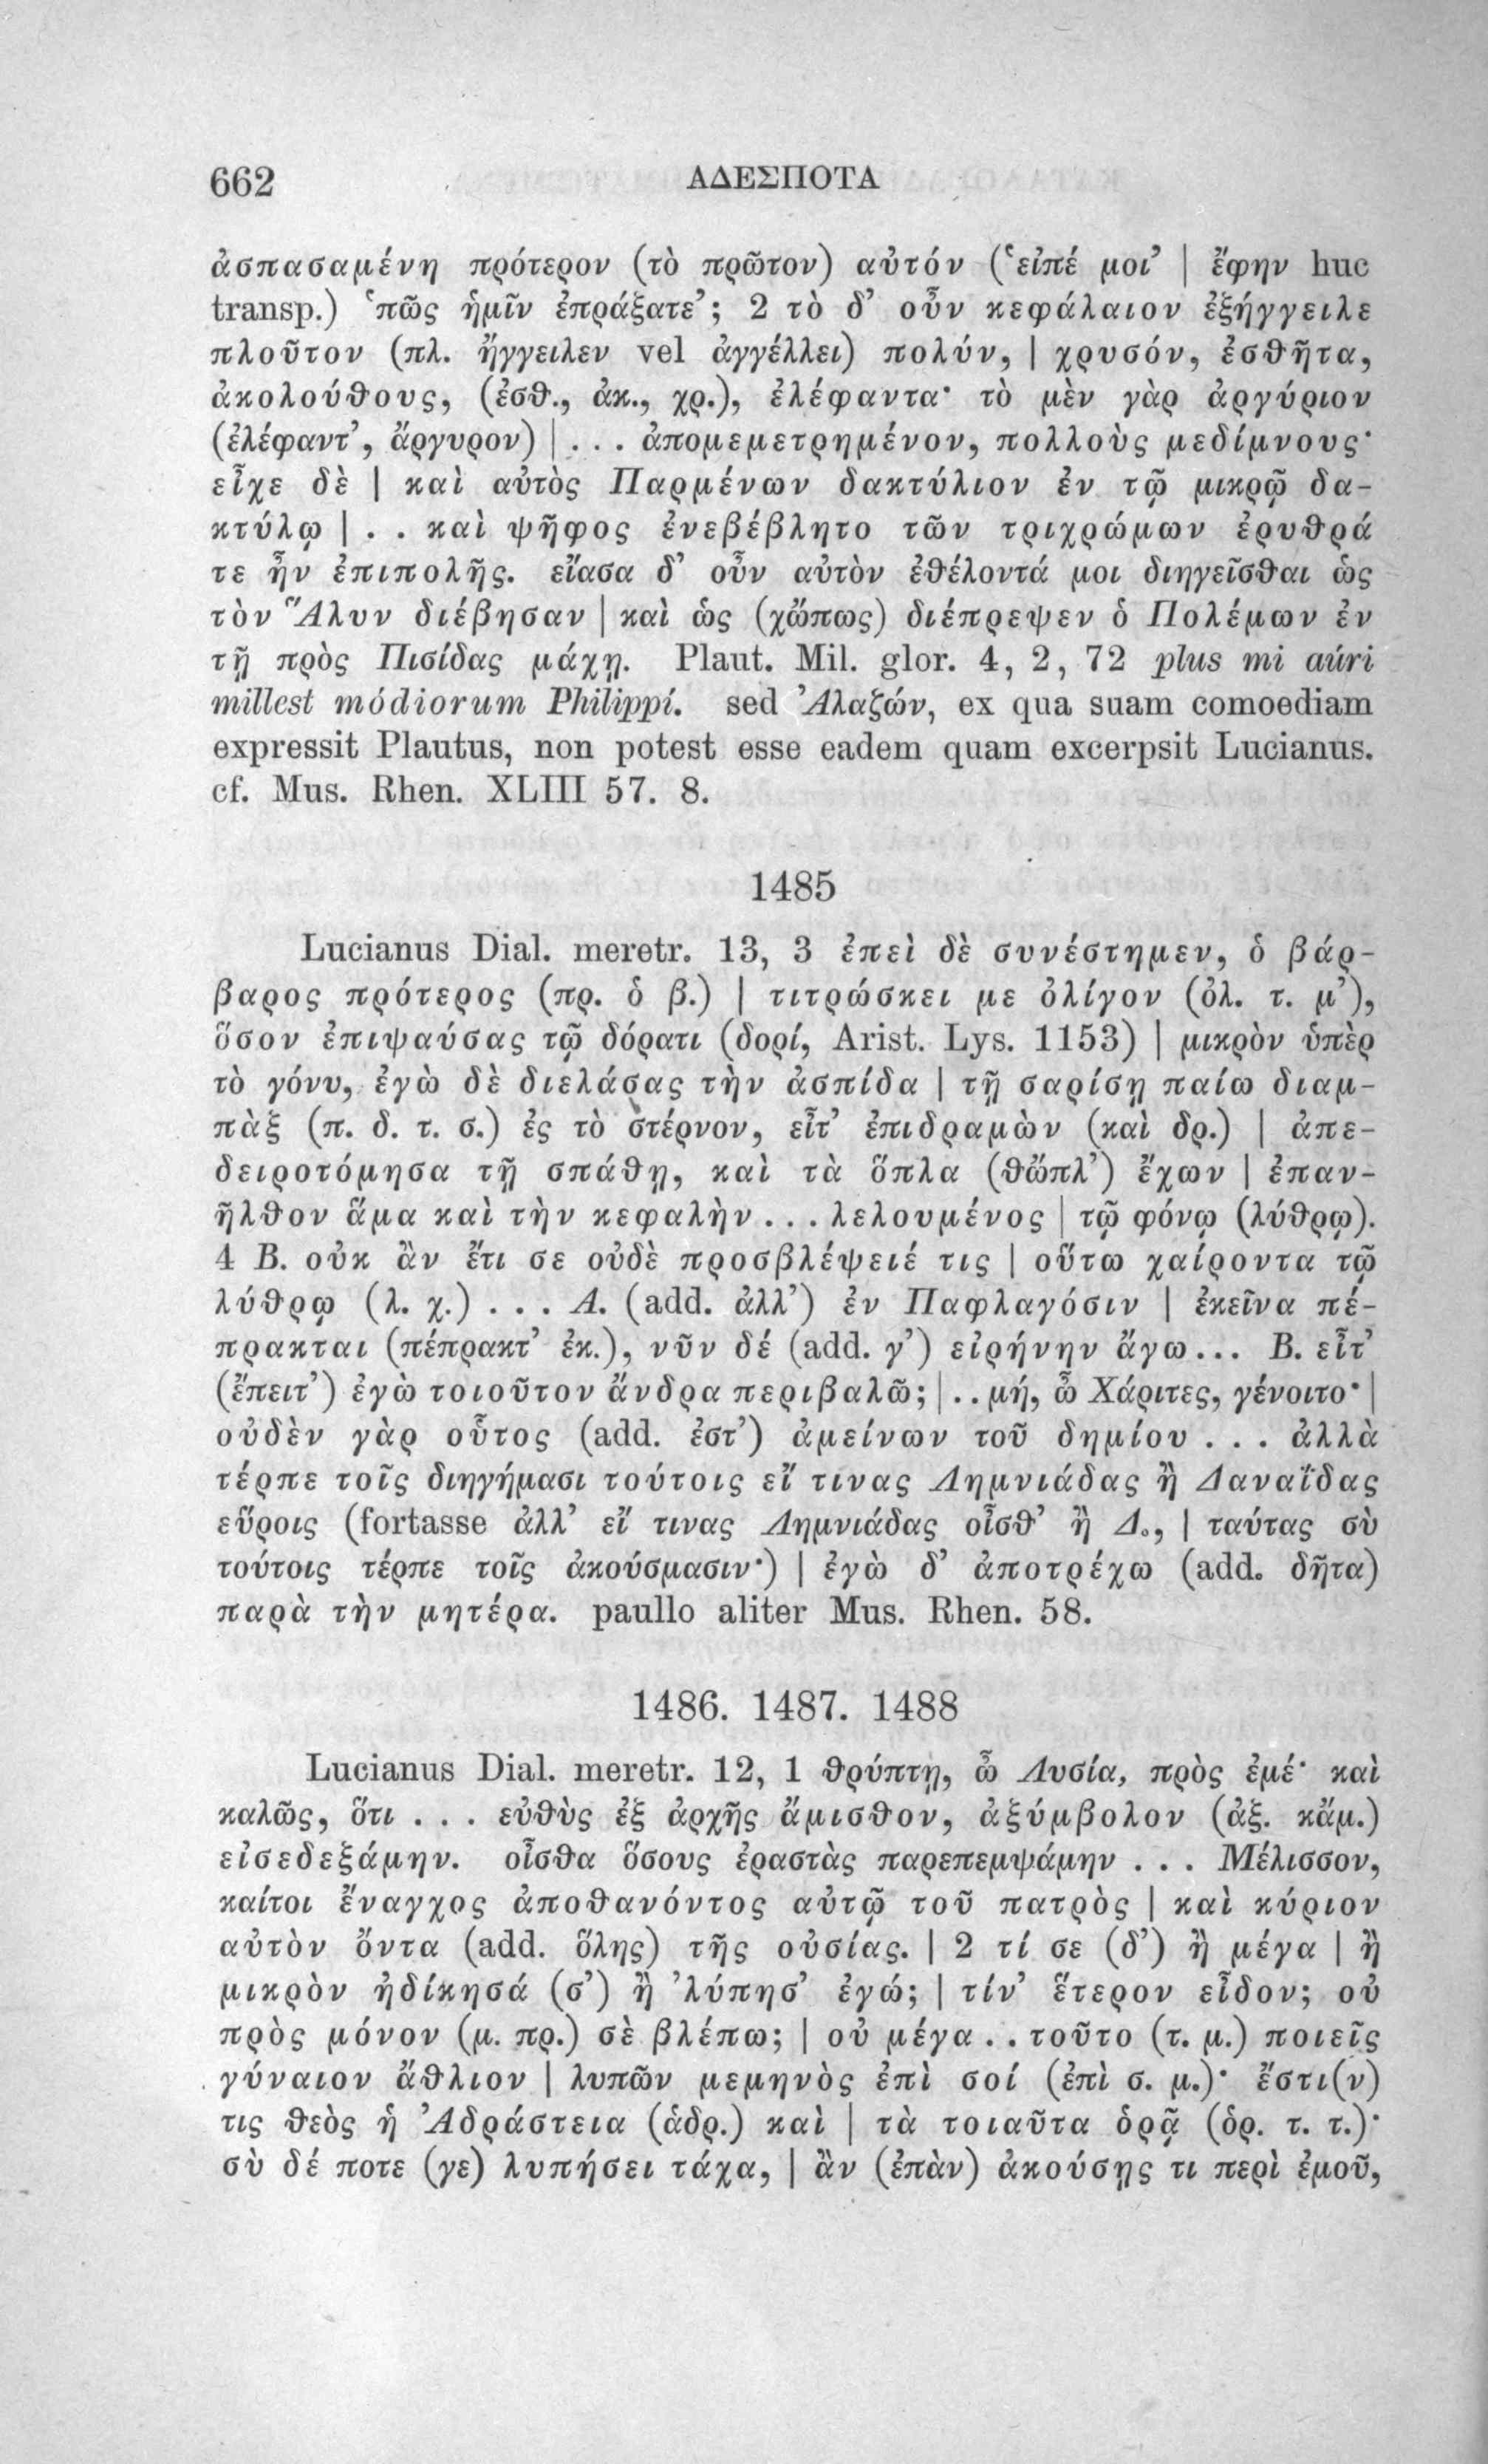 662 ΑΔΕΣΠΟΤΑ
ἀσπασαμένη πρότερον (τὸ πρῶτον) αὐτόν (‘εἰπέ μοι’ | ἔφην huc
transp.) ‘πῶς ἡμῖν ἐπράξατε’; 2 τὸ δ’ οὖν κεφάλαιον ἐξήγγειλε
πλοῦτον (πλ. ἤγγειλεν vel ἀγγέλλει) πολύν, | χρυσόν, ἐσθῆτα,
ἀκολούθους, (ἐσθ., ἀκ., χρ.), ἐλέφαντα· τὸ μὲν γὰρ ἀργύριον
(ἐλέφαντ’, ἄργυρον) | . . . ἀπομεμετρημένον, πολλοὺς μεδίμνους·
εἶχε δὲ | καὶ αὐτὸς Παρμένων δακτύλιον ἐν τῷ μικρῷ δα-
κτύλῳ | . . καὶ ψῆφος ἐνεβέβλητο τῶν τριχρώμων ἐρυθρά
τε ἦν ἐπιπολῆς. εἴασα δ’ οὖν αὐτὸν ἐθέλοντά μοι διηγεῖσθαι ὡς
τὸν Ἅλυν διέβησαν | καὶ ὡς (χὤπως) διέπρεψεν ὁ Πολέμων ἐν
τῇ πρὸς Πισίδας μάχῃ. Plaut. Mil. glor. 4, 2, 72 plus mi aúri
millest módiorum Philippí. sed Ἀλαζών, ex qua suam comoediam
expressit Plautus, non potest esse eadem quam excerpsit Lucianus.
cf. Mus. Rhen. XLIII 57. 8.
1485
Lucianus Dial. meretr. 13, 3 ἐπεὶ δὲ συνέστημεν, ὁ βάρ-
βαρος πρότερος (πρ. ὁ β.) | τιτρώσκει με ὀλίγον (ὀλ. τ. μ’),
ὅσον ἐπιψαύσας τῷ δόρατι (δορί, Arist. Lys. 1153) | μικρὸν ὑπὲρ
τὸ γόνυ, ἐγὼ δὲ διελάσας τὴν ἀσπίδα | τῇ σαρίσῃ παίω διαμ-
πὰξ (π. δ. τ. σ.) ἐς τὸ στέρνον, εἶτ’ ἐπιδραμὼν (καὶ δρ.) | ἀπε-
δειροτόμησα τῇ σπάθῃ, καὶ τὰ ὅπλα (θὤπλ’) ἔχων | ἐπαν-
ῆλθον ἅμα καὶ τὴν κεφαλὴν . . . λελουμένος | τῷ φόνῳ (λύθρῳ).
4 Β. οὐκ ἂν ἔτι σε οὐδὲ προσβλέψειέ τις | οὕτω χαίροντα τῷ
λύθρῳ (λ. χ.) . . . Α. (add. ἀλλ’) ἐν Παφλαγόσιν | ἐκεῖνα πέ-
πρακται (πέπρακτ’ ἐκ.), νῦν δέ (add. γ’) εἰρήνην ἄγω... Β. εἶτ’
(ἔπειτ’) ἐγὼ τοιοῦτον ἄνδρα περιβαλῶ; | . . μή, ὦ Χάριτες, γένοιτο· |
οὐδὲν γὰρ οὗτος (add. ἐστ’) ἀμείνων τοῦ δημίου . . . ἀλλὰ
τέρπε τοῖς διηγήμασι τούτοις εἴ τινας Λημνιάδας ἢ Δαναΐδας
εὕροις (fortasse ἀλλ’ εἴ τινας Λημνιάδας οἶσθ’ ἢ Δ., | ταύτας σὺ
τούτοις τέρπε τοῖς ἀκούσμασιν·) | ἐγὼ δ’ ἀποτρέχω (add. δῆτα)
παρὰ τὴν μητέρα. paullo aliter Mus. Rhen. 58.
1486. 1487. 1488
Lucianus Dial. meretr. 12, 1 θρύπτῃ, ὦ Λυσία, πρὸς ἐμέ· καὶ
καλῶς, ὅτι . . . εὐθὺς ἐξ ἀρχῆς ἄμισθον, ἀξύμβολον (ἀξ. κἄμ.)
εἰσεδεξάμην. οἶσθα ὅσους ἐραστὰς παρεπεμψάμην . . . Μέλισσον,
καίτοι ἔναγχος ἀποθανόντος αὐτῷ τοῦ πατρὸς | καὶ κύριον
αὐτὸν ὄντα (add. ὅλης) τῆς οὐσίας. | 2 τί σε (δ’) ἢ μέγα | ἢ
μικρὸν ἠδίκησά (σ’) ἢ ’λύπησ’ ἐγώ; | τίν’ ἕτερον εἶδον; οὐ
πρὸς μόνον (μ. πρ.) σὲ βλέπω; | οὐ μέγα . . τοῦτο (τ. μ.) ποιεῖς
γύναιον ἄθλιον | λυπῶν μεμηνὸς ἐπὶ σοί (ἐπὶ σ. μ.)· ἔστι(ν)
τις θεὸς ἡ Ἀδράστεια (ἁδρ.) καὶ | τὰ τοιαῦτα ὁρᾷ (ὁρ. τ. τ.)·
σὺ δέ ποτε (γε) λυπήσει τάχα, | ἂν (ἐπὰν) ἀκούσῃς τι περὶ ἐμοῦ,